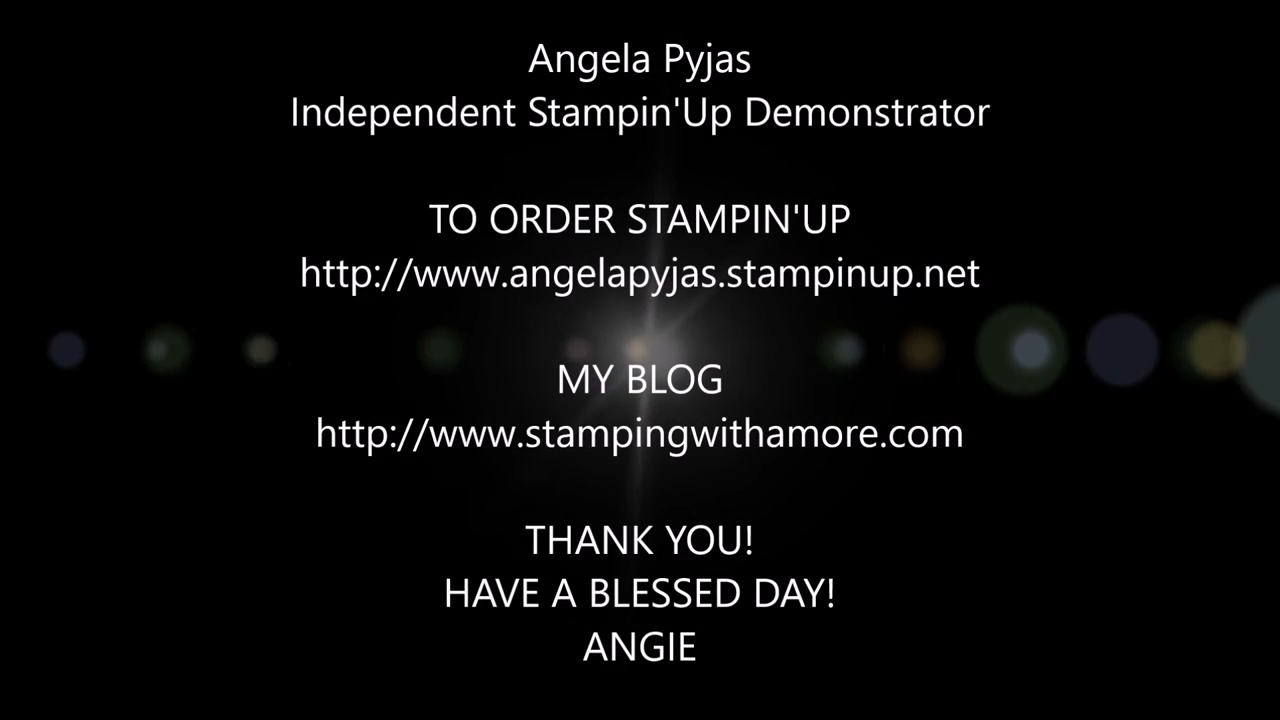 Angela Pyjas
Independent Stampin'Up Demonstrator
TO ORDER STAMPIN'UP
http://www.angelapyjas.stampinup.net
MY BLOG
http://www.stampingwithamore.com
THANK YOU!
HAVE A BLESSED DAY!
ANGIE